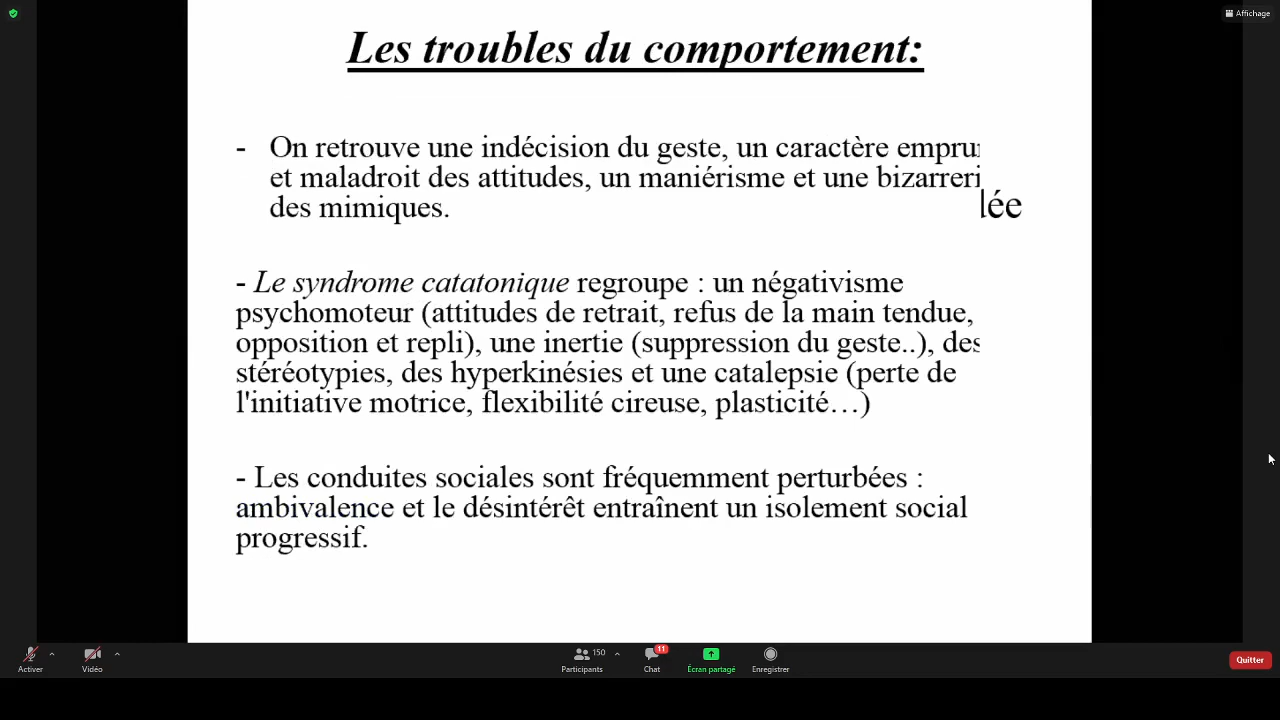 Affichage
Les troubles du comportement:
- On retrouve une indécision du geste, un caractère
et maladroit des attitudes, un maniérisme et une
des mimiques.
- Le syndrome catatonique regroupe : un négativisme
psychomoteur (attitudes de retrait, refus de la main tendue,
opposition et repli), une inertie (suppression du geste..), des
stéréotypies, des hyperkinésies et une catalepsie (perte de
l'initiative motrice, flexibilité cireuse, plasticité…)
- Les conduites sociales sont fréquemment perturbées :
ambivalence et le désintérêt entraînent un isolement social
progressif.
Activer
Vidéo
150
Participants
11
Chat
Écran partagé
Enregistrer
Quitter